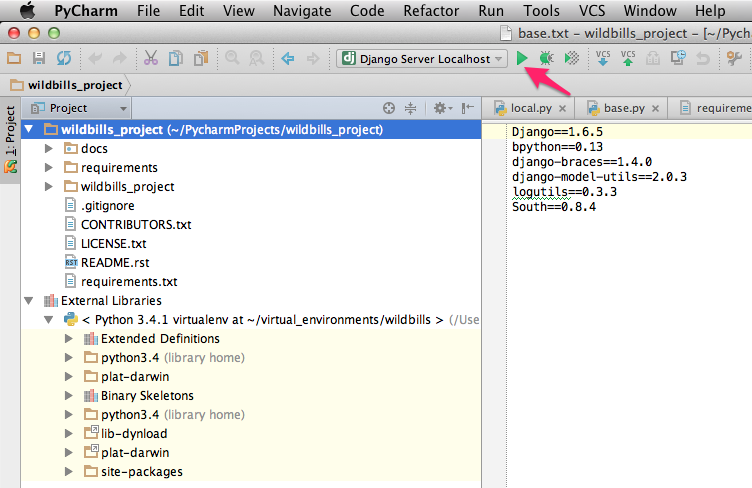 PyCharm File Edit View Navigate Code Refactor Run Tools VCS Window Help
base.txt – wildbills_project – [~/Pycharm
dj Django Server Localhost VCS VCS
wildbills_project
1: Project
Project
local.py base.py requireme
wildbills_project (~/PycharmProjects/wildbills_project)
docs
requirements
wildbills_project
.gitignore
CONTRIBUTORS.txt
LICENSE.txt
RST README.rst
requirements.txt
External Libraries
< Python 3.4.1 virtualenv at ~/virtual_environments/wildbills > (/Use
Extended Definitions
python3.4 (library home)
plat-darwin
Binary Skeletons
python3.4 (library home)
lib-dynload
plat-darwin
site-packages
Django==1.6.5
bpython==0.13
django-braces==1.4.0
django-model-utils==2.0.3
logutils==0.3.3
South==0.8.4